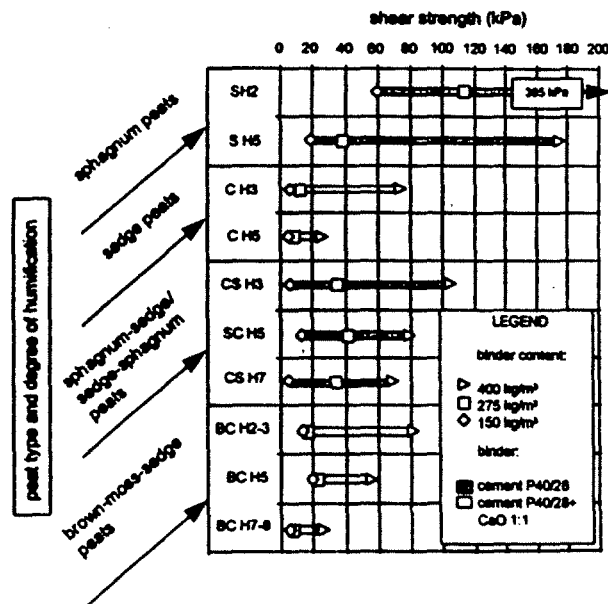 shear strength (kPa)
0 20 40 60 80 100 120 140 160 180 200
peat type and degree of humification
sphagnum peats
sedge peats
sphagnum-sedge/
sedge-sphagnum
peats
brown-moss-sedge
peats
SH2
S H5
C H3
C H5
CS H3
SC H5
CS H7
BC H2-3
BC H5
BC H7-8
365 kPa
LEGEND
binder content:
400 kg/m³
275 kg/m³
150 kg/m³
binder:
cement P40/28
cement P40/28+
CaO 1:1